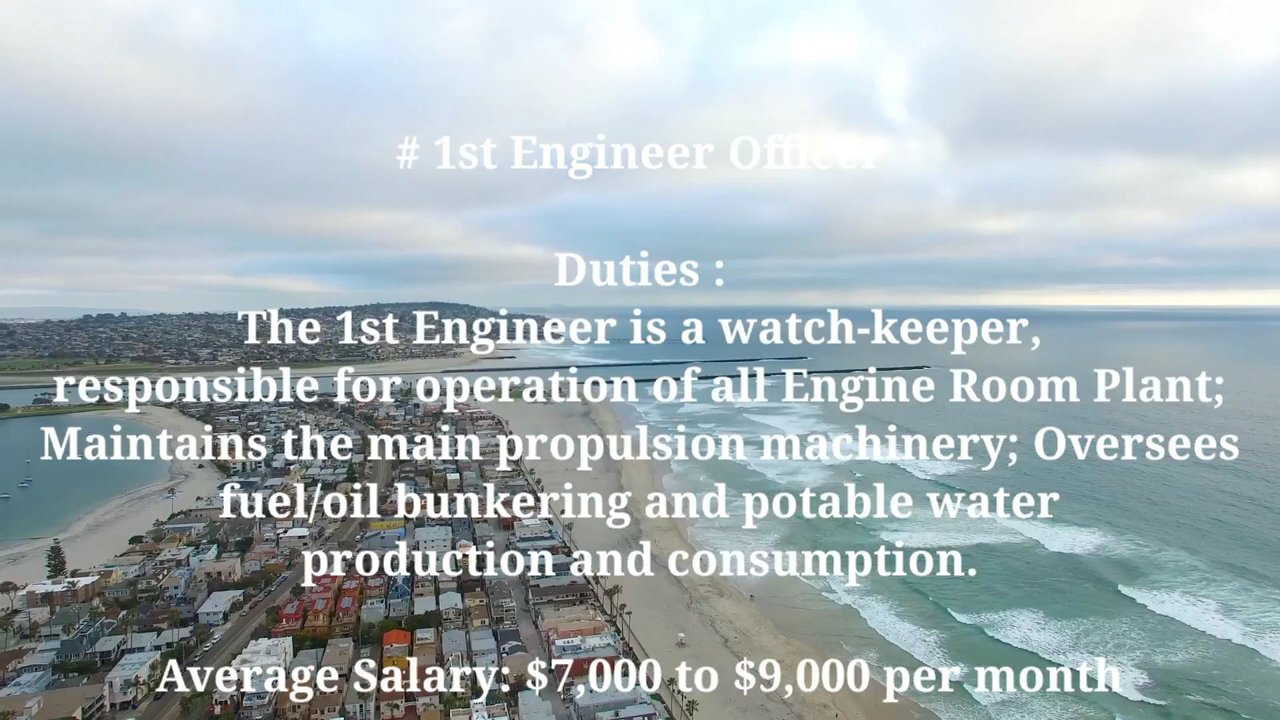 # 1st Engineer Officer
Duties :
The 1st Engineer is a watch-keeper,
responsible for operation of all Engine Room Plant;
Maintains the main propulsion machinery; Oversees
fuel/oil bunkering and potable water
production and consumption.
Average Salary: $7,000 to $9,000 per month